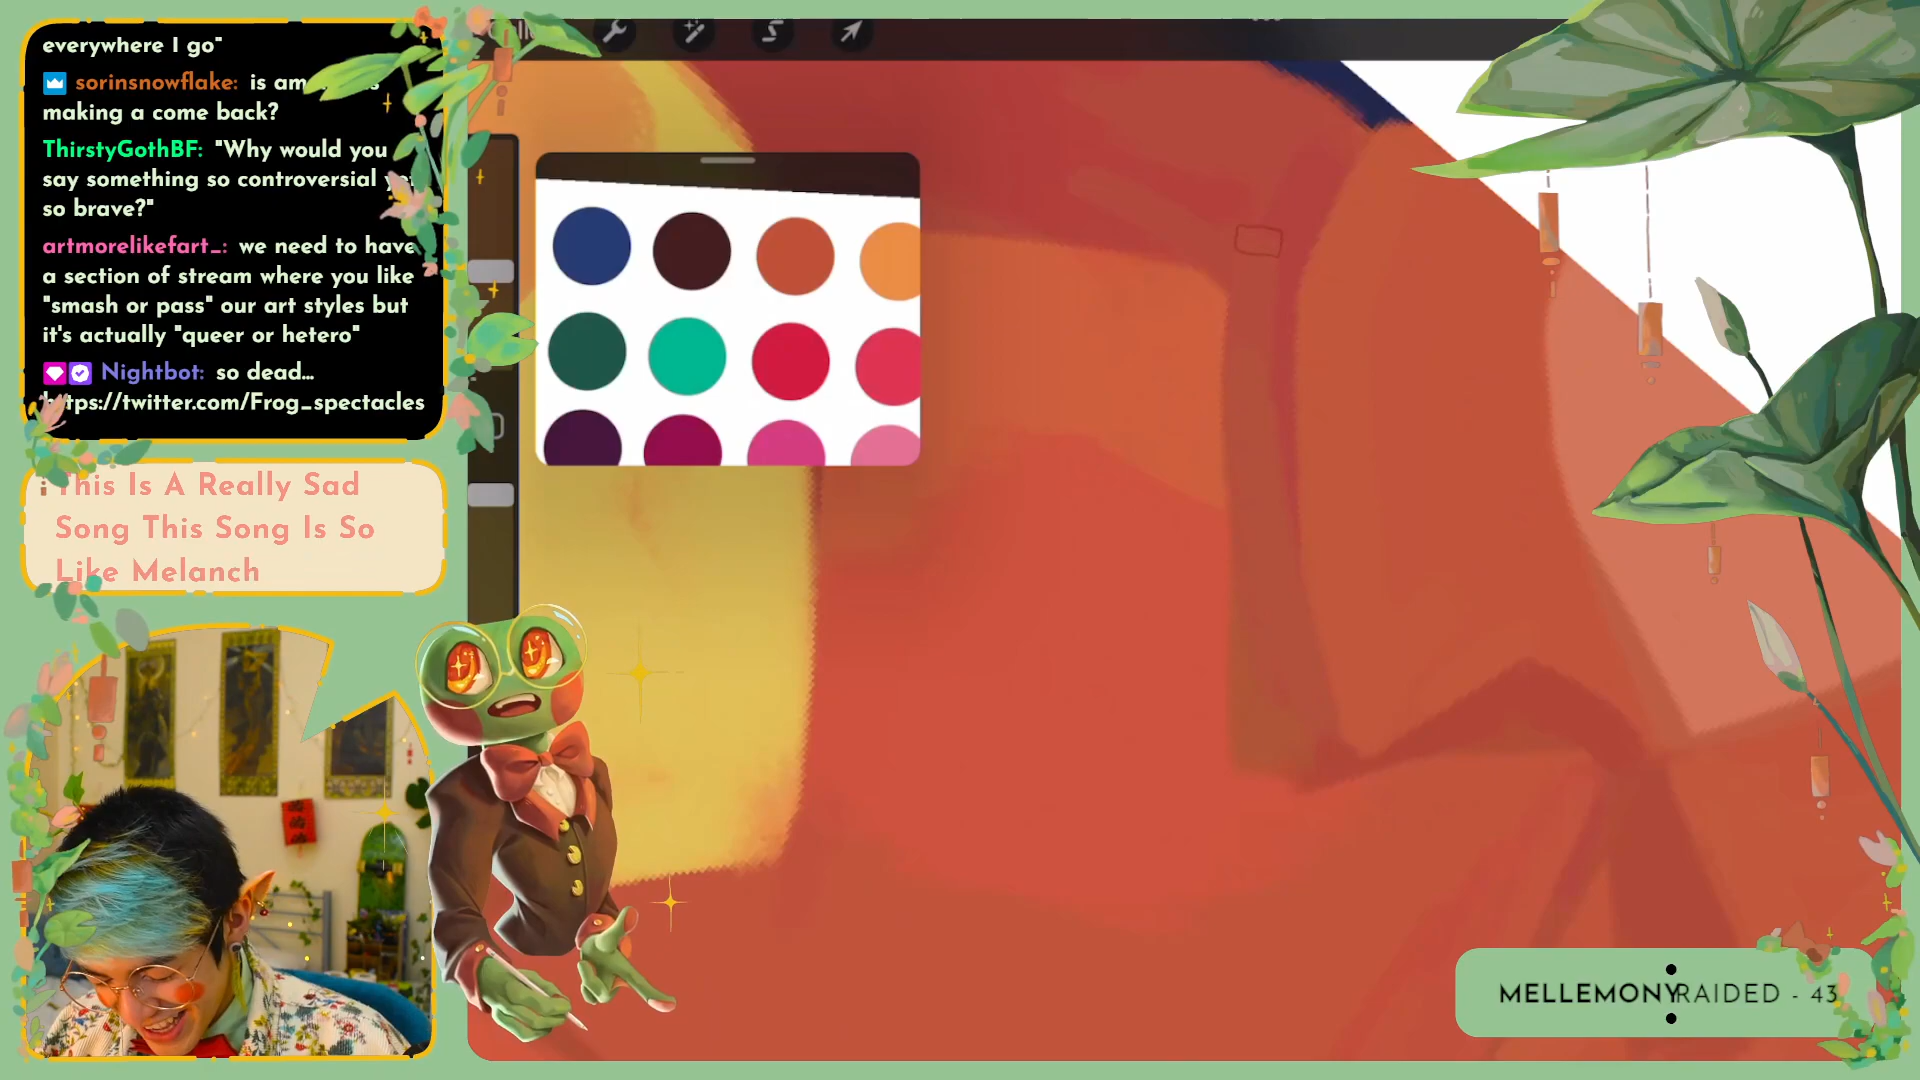 everywhere I go"
sorinsnowflake: is
making a come back?
ThirstyGothBF: "Why would you
say something so controversial
so brave?"
artmorelikefart_: we need to have
a section of stream where you like
"smash or pass" our art styles but
it's actually "queer or hetero"
Nightbot: so dead...
https://twitter.com/Frog_spectacles
This Is A Really Sad
Song This Song Is So
Like Melanch
MELLEMONY RAIDED - 43